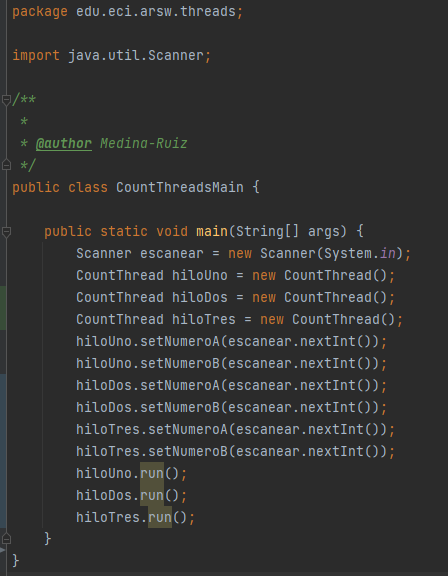 package edu.eci.arsw.threads;
import java.util.Scanner;
/**
 *
 * @author Medina-Ruiz
 */
public class CountThreadsMain {
    public static void main(String[] args) {
        Scanner escanear = new Scanner(System.in);
        CountThread hiloUno = new CountThread();
        CountThread hiloDos = new CountThread();
        CountThread hiloTres = new CountThread();
        hiloUno.setNumeroA(escanear.nextInt());
        hiloUno.setNumeroB(escanear.nextInt());
        hiloDos.setNumeroA(escanear.nextInt());
        hiloDos.setNumeroB(escanear.nextInt());
        hiloTres.setNumeroA(escanear.nextInt());
        hiloTres.setNumeroB(escanear.nextInt());
        hiloUno.run();
        hiloDos.run();
        hiloTres.run();
    }
}